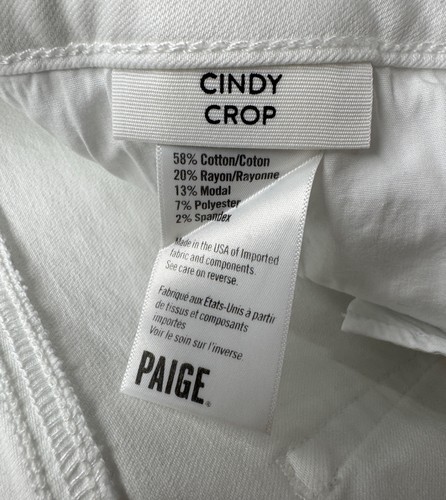 CINDY
CROP
58% Cotton/Coton
20% Rayon/Rayonne
13% Modal
7% Polyester
2% Spandex
Made in the USA of Imported
fabric and components.
See care on reverse.
Fabriqué aux États-Unis à partir
de tissus et composants
importes
Voir le soin sur l'inverse
PAIGE®